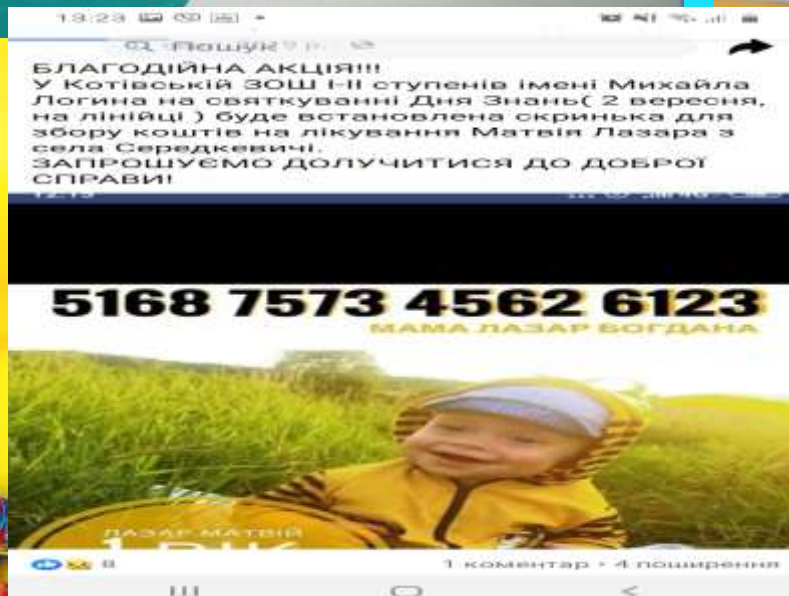 13:23
Пошук
БЛАГОДІЙНА АКЦІЯ!!!
У Котівській ЗОШ І-ІІ ступенів імені Михайла
Логина на святкуванні Дня Знань( 2 вересня,
на лінійці ) буде встановлена скринька для
збору коштів на лікування Матвія Лазара з
села Середкевичі.
ЗАПРОШУЄМО ДОЛУЧИТИСЯ ДО ДОБРОЇ
СПРАВИ!
5168 7573 4562 6123
МАМА ЛАЗАР БОГДАНА
ЛАЗАР МАТВІЙ
1 РІК
8
1 коментар • 4 поширення